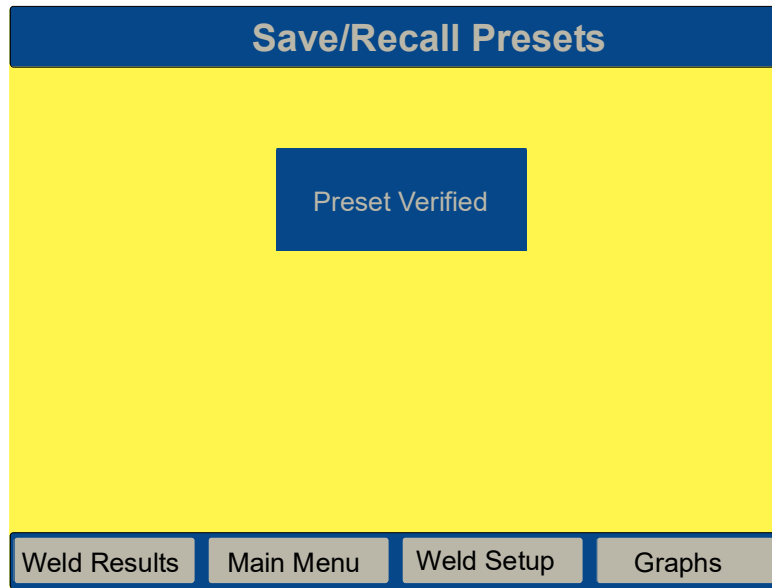 Save/Recall Presets
Preset Verified
Weld Results
Main Menu
Weld Setup
Graphs